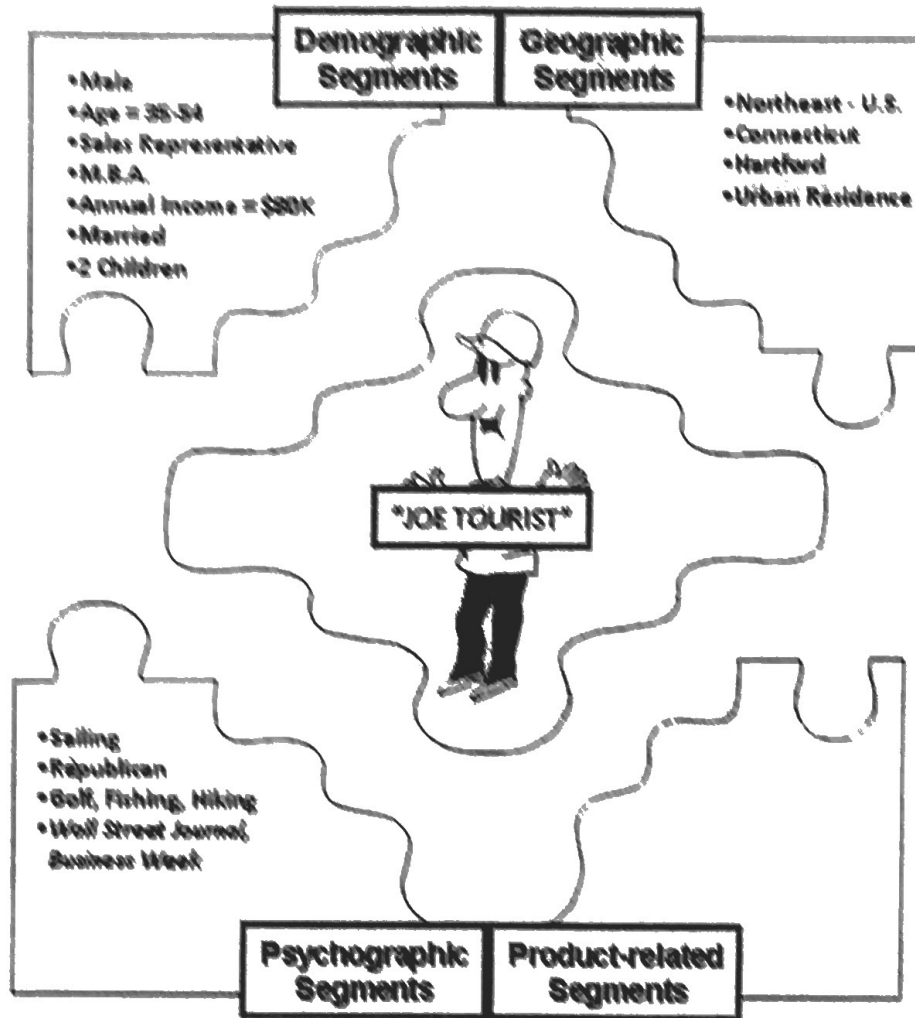 Demographic
Segments
Geographic
Segments
•Male
•Age = 35-54
•Sales Representative
•M.B.A.
•Annual Income = $80K
•Married
•2 Children
•Northeast - U.S.
•Connecticut
•Hartford
•Urban Residence
"JOE TOURIST"
•Sailing
•Republican
•Golf, Fishing, Hiking
•Wall Street Journal,
Business Week
Psychographic
Segments
Product-related
Segments